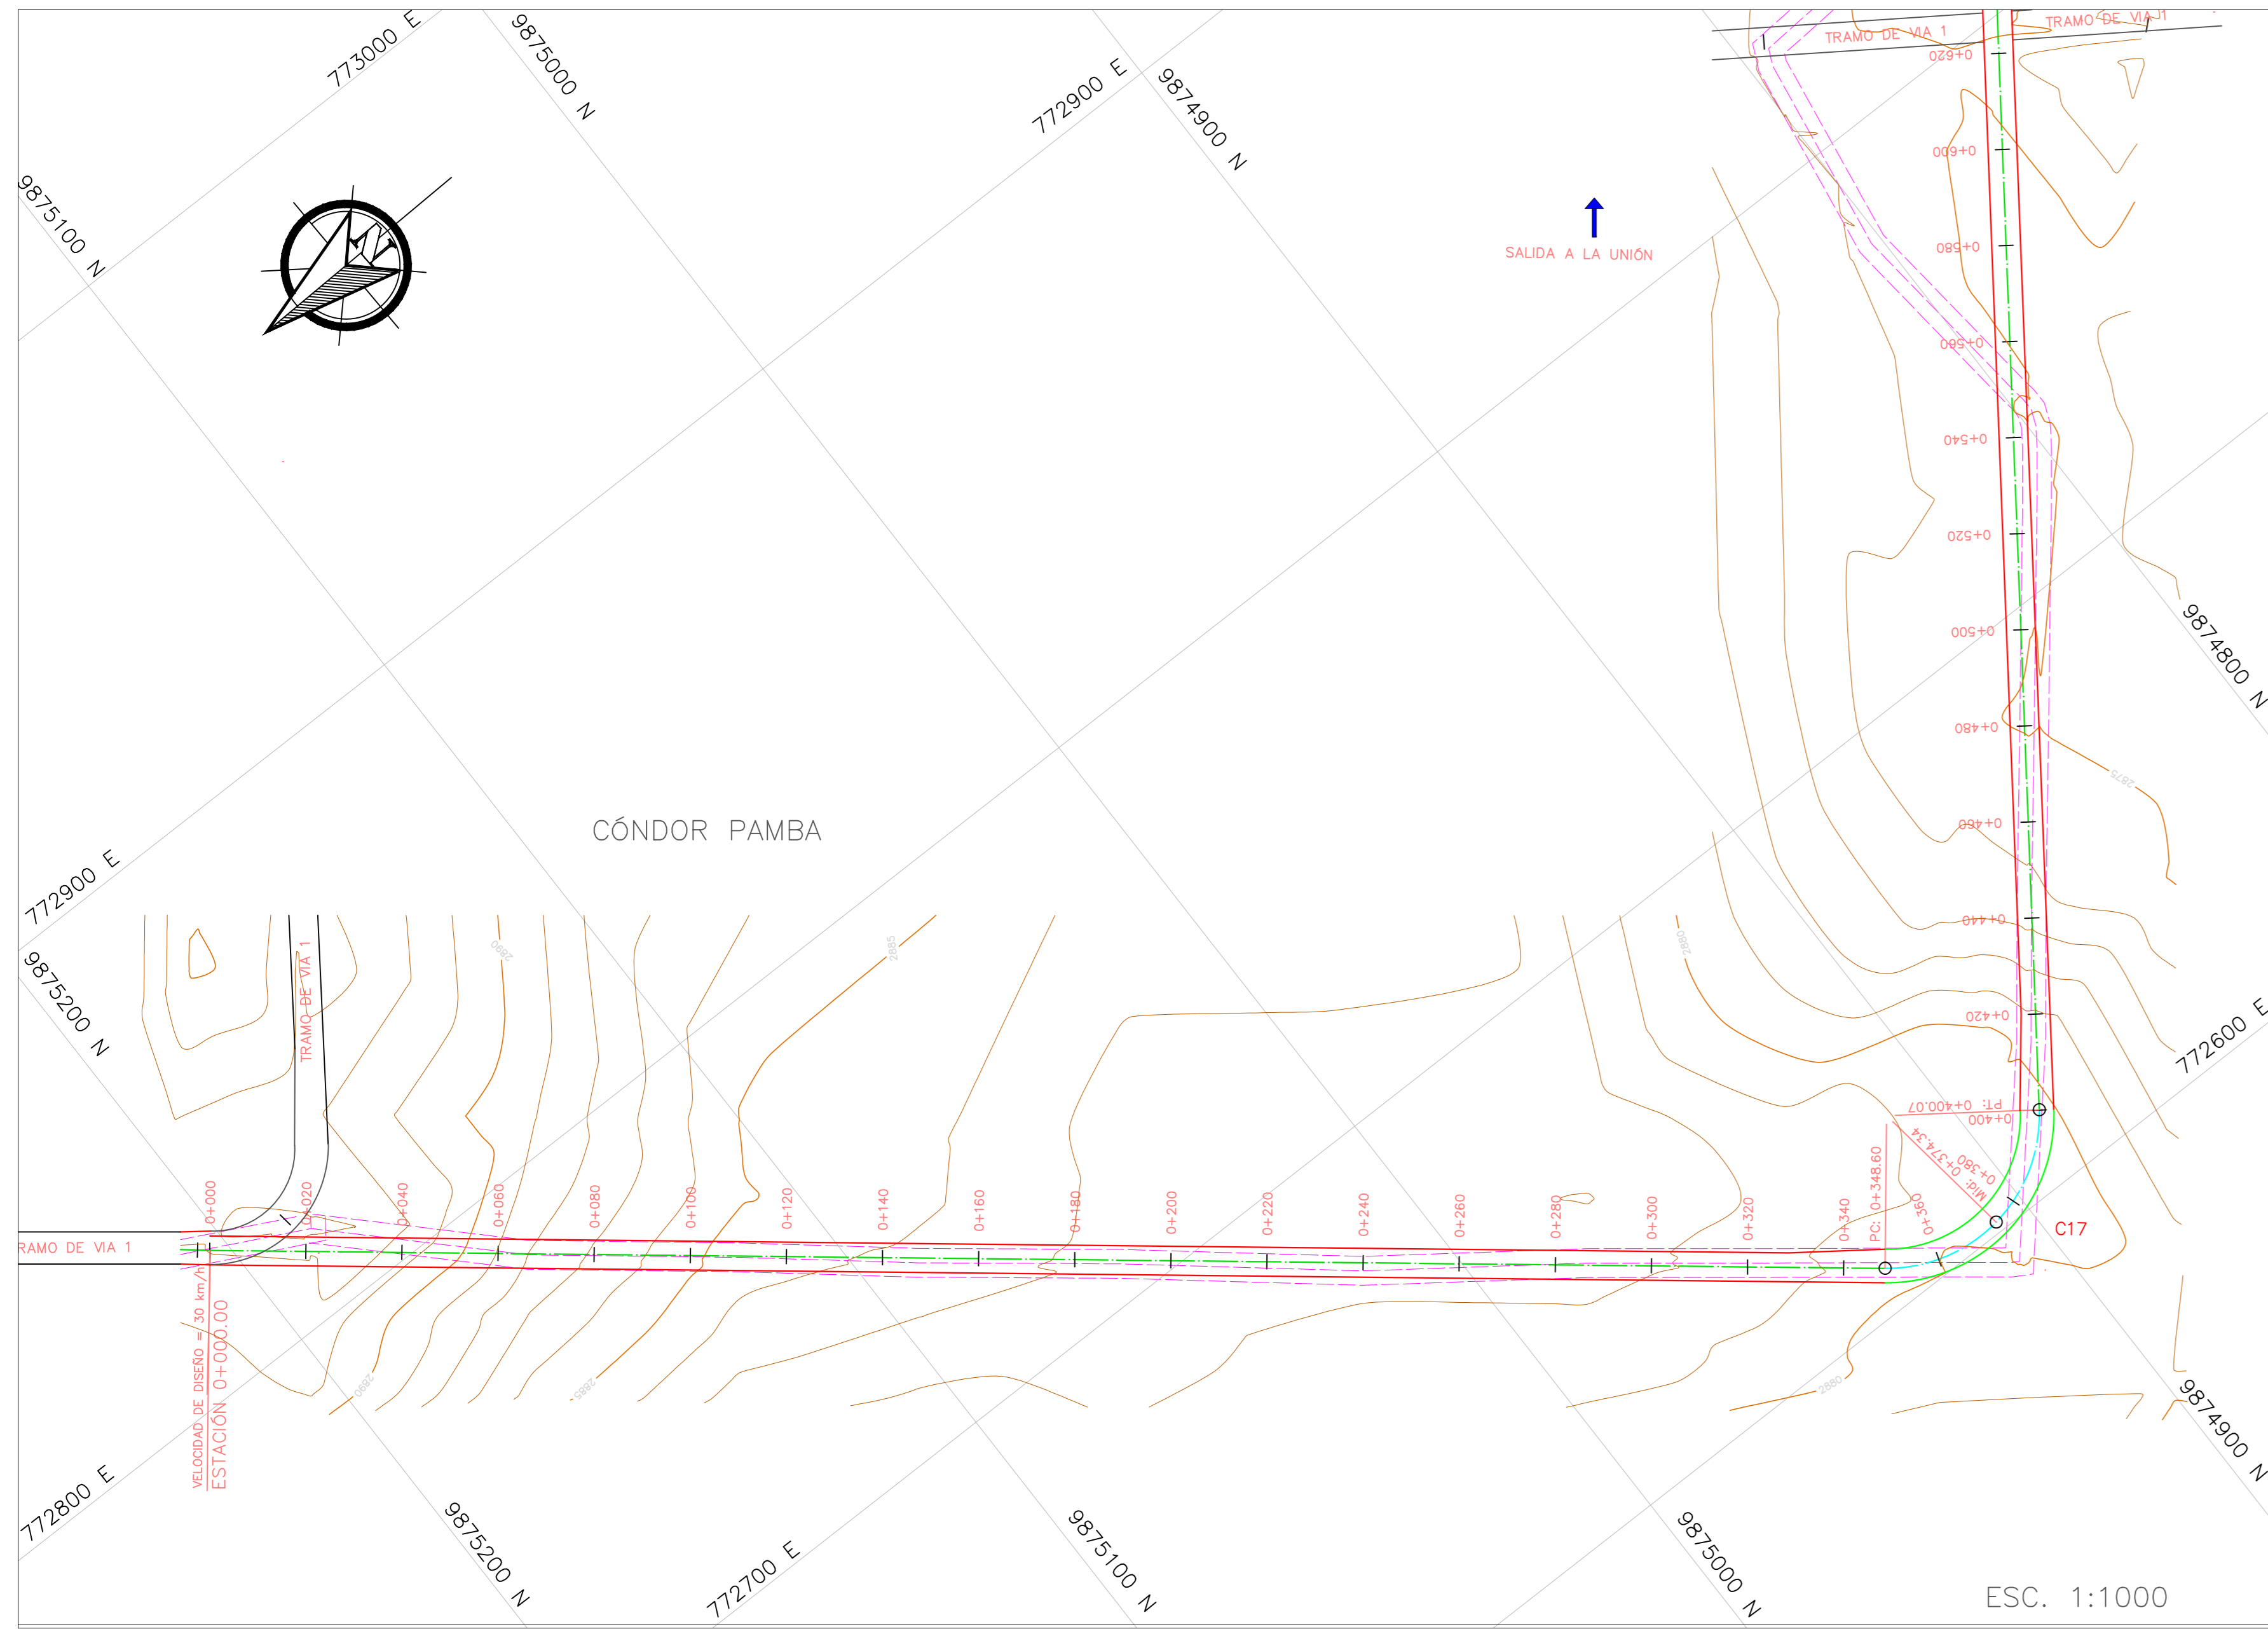 773000 E
9875000 N
772900 E
9874900 N
TRAMO DE VIA 1
TRAMO DE VIA 1
0+620
9875100 N
N
SALIDA A LA UNIÓN
0+600
0+580
0+560
0+540
0+520
0+500
0+480
0+460
0+440
0+420
9874800 N
2875
CÓNDOR PAMBA
772900 E
9875200 N
TRAMO DE VIA 1
2890
2885
2880
772600 E
PT: 0+400.07
0+400
Mid: 0+374.34
0+380
0+360
PC: 0+348.60
C17
0+000
0+020
0+040
0+060
0+080
0+100
0+120
0+140
0+160
0+180
0+200
0+220
0+240
0+260
0+280
0+300
0+320
0+340
RAMO DE VIA 1
VELOCIDAD DE DISEÑO = 30 km/h
ESTACIÓN 0+000.00
2890
2885
2880
772800 E
9875200 N
772700 E
9875100 N
9875000 N
9874900 N
ESC. 1:1000